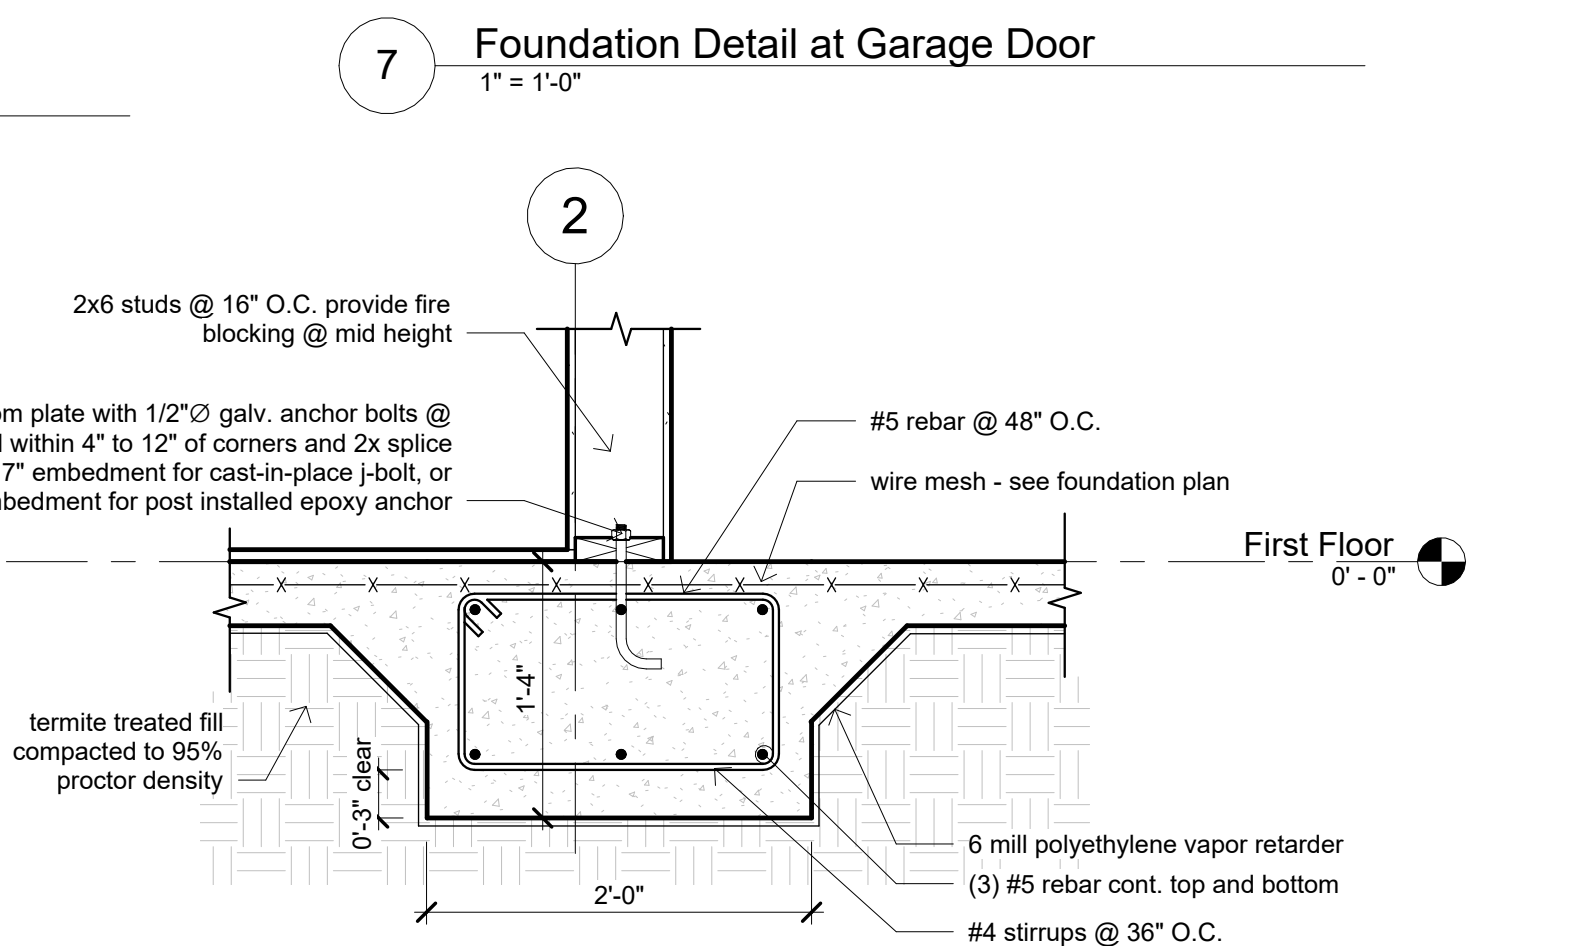 7
Foundation Detail at Garage Door
1" = 1'-0"
2
2x6 studs @ 16" O.C. provide fire
blocking @ mid height
plate with 1/2"Ø galv. anchor bolts @
within 4" to 12" of corners and 2x splice
7" embedment for cast-in-place j-bolt, or
for post installed epoxy anchor
#5 rebar @ 48" O.C.
wire mesh - see foundation plan
First Floor
0' - 0"
X X X X X X X X X
1'-4"
termite treated fill
compacted to 95%
proctor density
0'-3" clear
2'-0"
6 mill polyethylene vapor retarder
(3) #5 rebar cont. top and bottom
#4 stirrups @ 36" O.C.